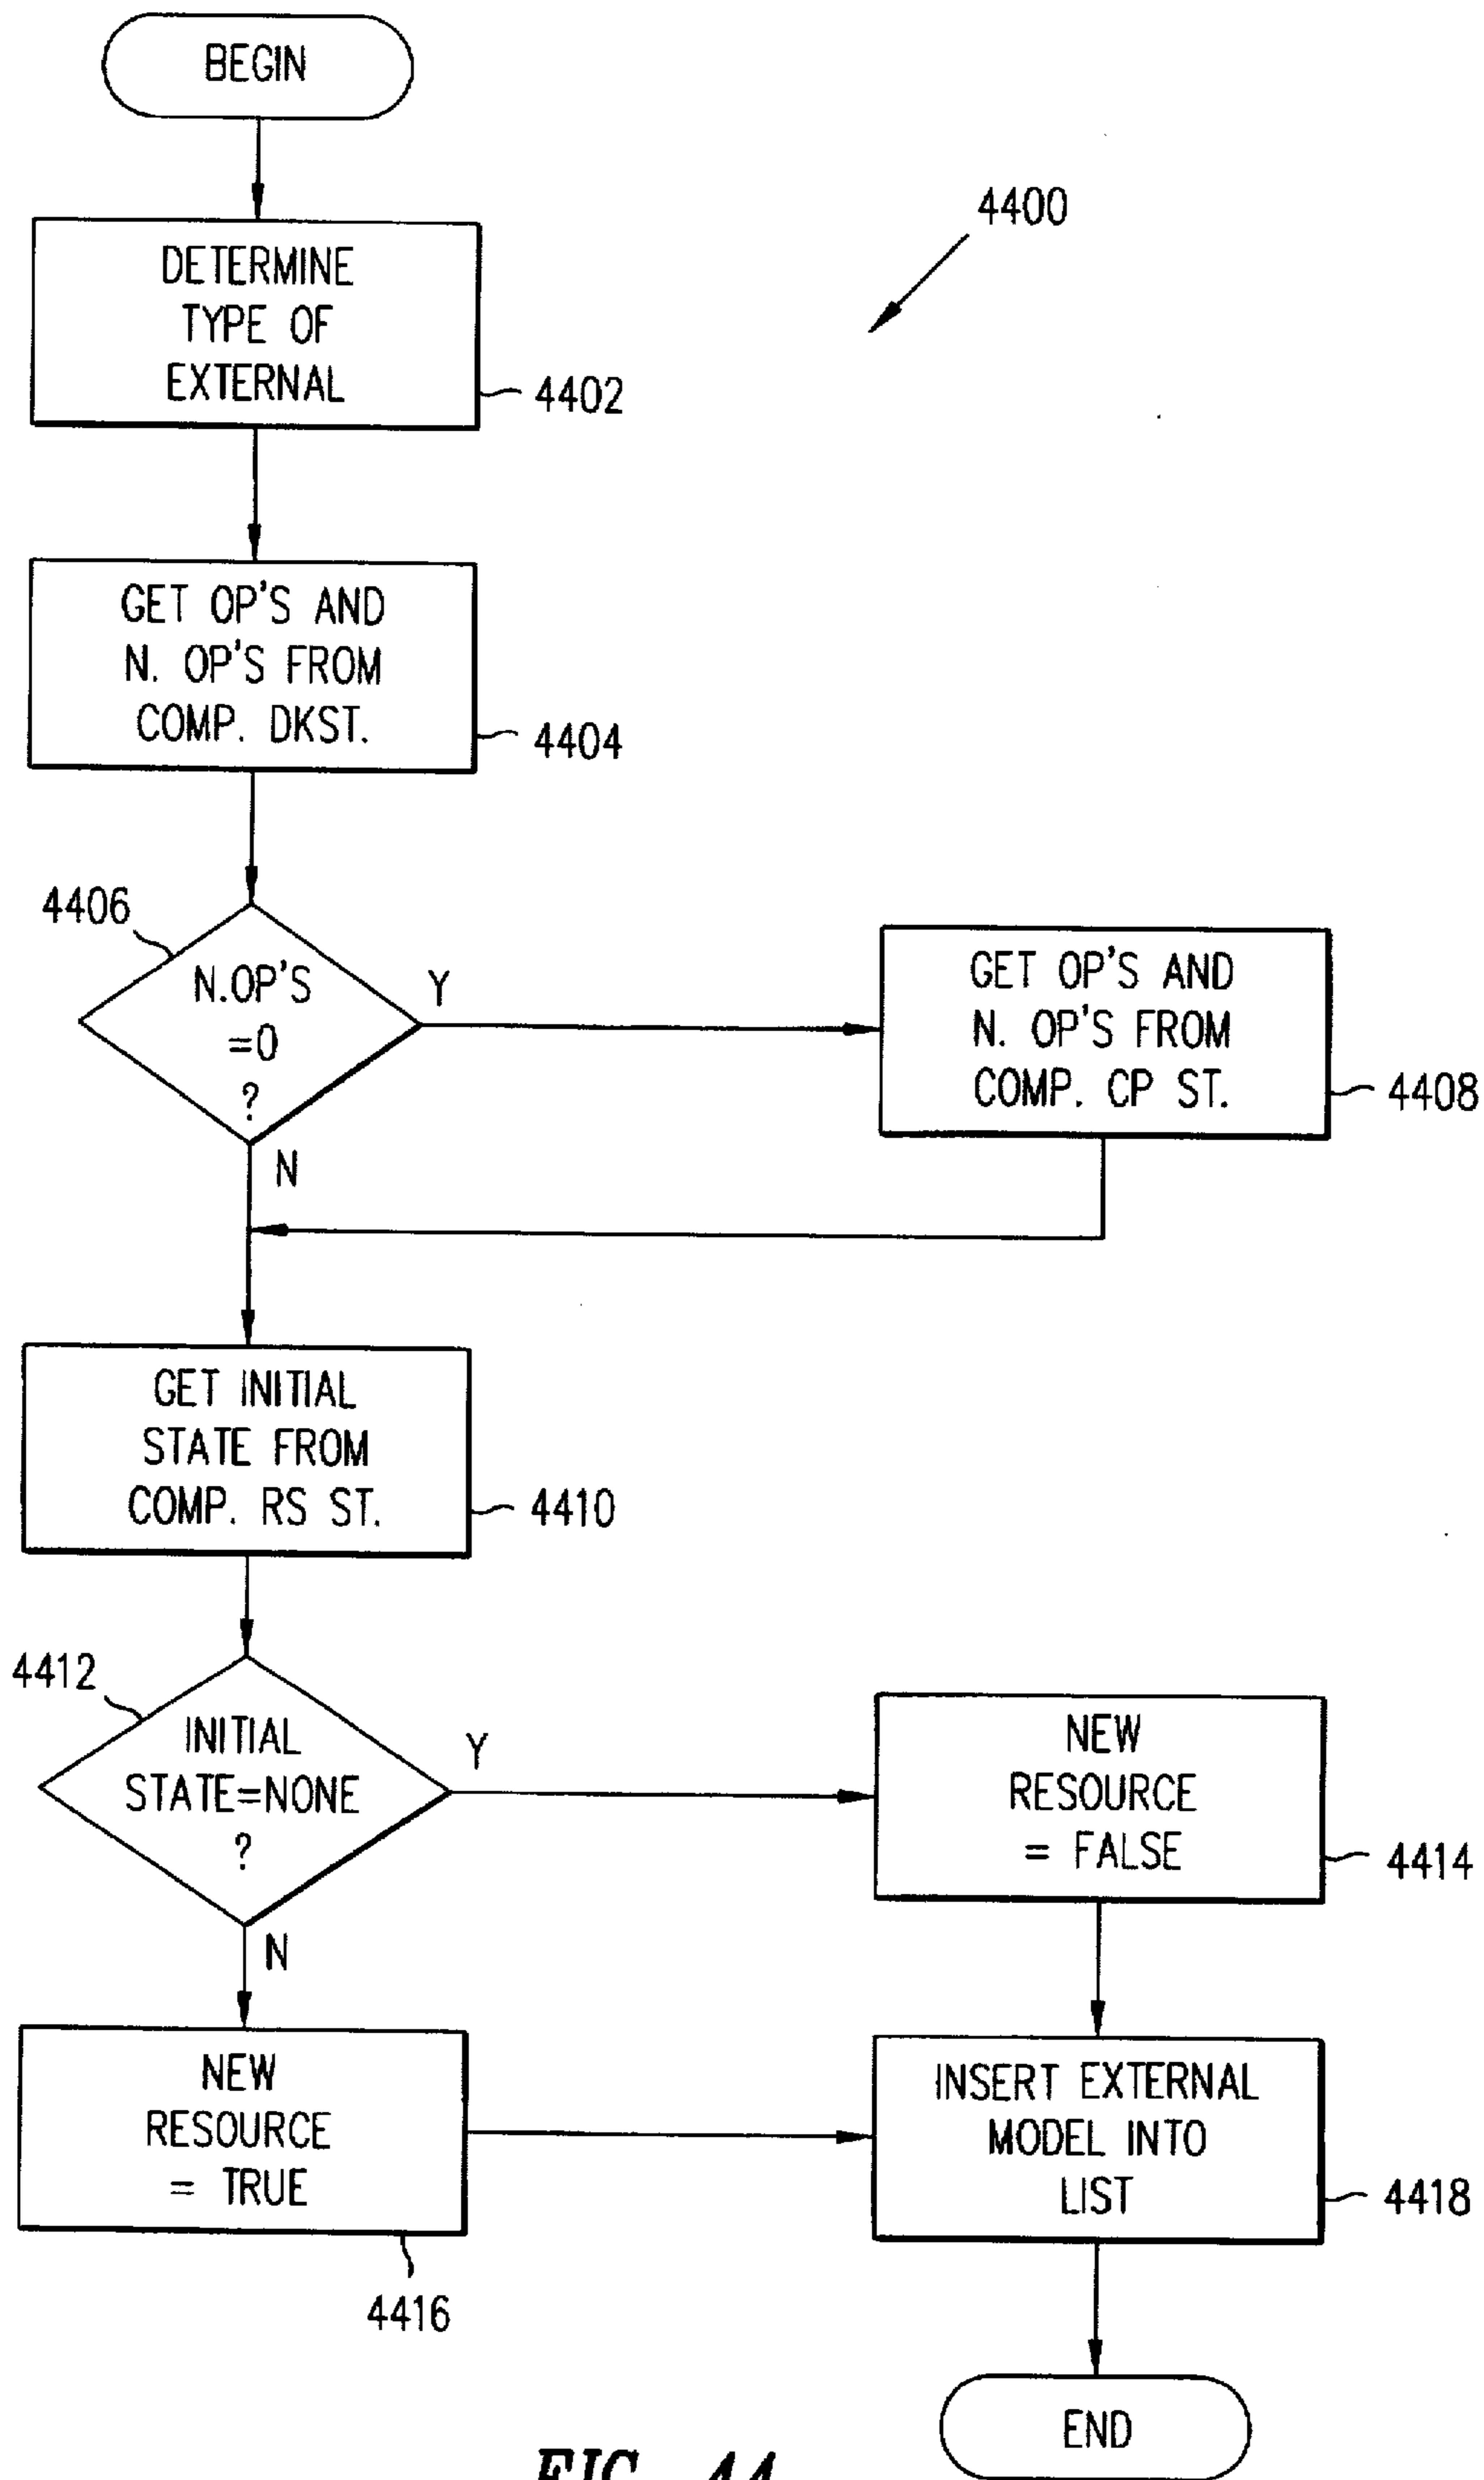 BEGIN
4400
DETERMINE
TYPE OF
EXTERNAL
4402
GET OP'S AND
N. OP'S FROM
COMP. DKST.
4404
4406
N.OP'S
=0
?
Y
N
GET OP'S AND
N. OP'S FROM
COMP. CP ST.
4408
GET INITIAL
STATE FROM
COMP. RS ST.
4410
4412
INITIAL
STATE=NONE
?
Y
N
NEW
RESOURCE
= FALSE
4414
NEW
RESOURCE
= TRUE
4416
INSERT EXTERNAL
MODEL INTO
LIST
4418
END
FIG. 44